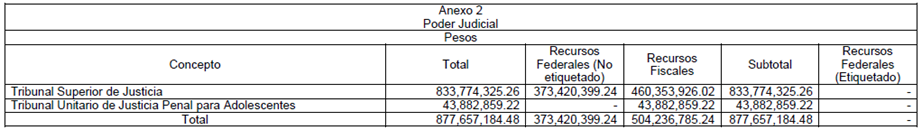 Anexo 2
Poder Judicial
Pesos
Concepto Total Recursos Federales (No etiquetado) Recursos Fiscales Subtotal Recursos Federales (Etiquetado)
Tribunal Superior de Justicia 833,774,325.26 373,420,399.24 460,353,926.02 833,774,325.26 -
Tribunal Unitario de Justicia Penal para Adolescentes 43,882,859.22 - 43,882,859.22 43,882,859.22 -
Total 877,657,184.48 373,420,399.24 504,236,785.24 877,657,184.48 -